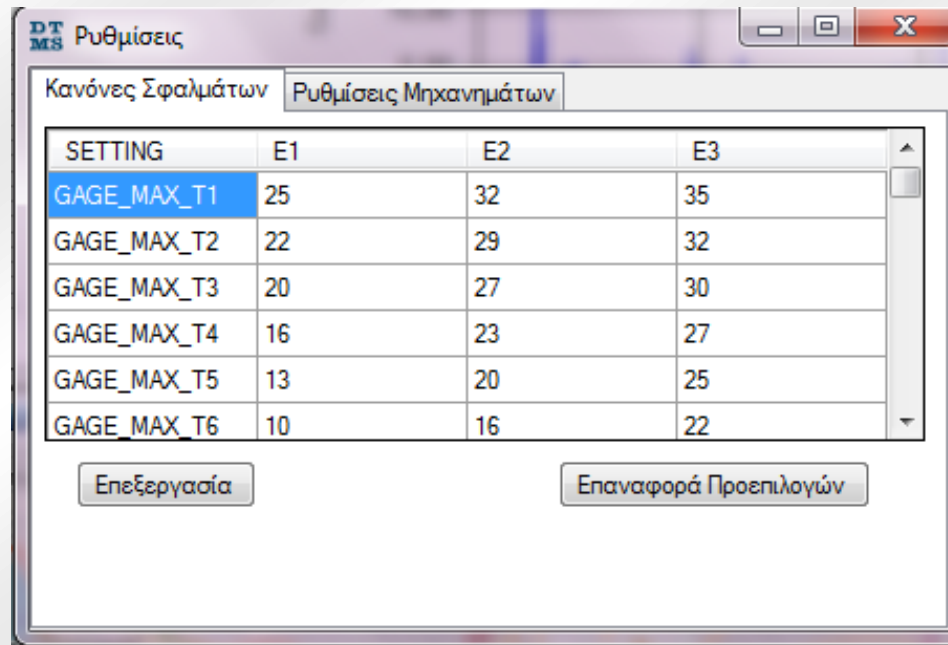 DT
MS Ρυθμίσεις
Κανόνες Σφαλμάτων Ρυθμίσεις Μηχανημάτων
SETTING E1 E2 E3
GAGE_MAX_T1 25 32 35
GAGE_MAX_T2 22 29 32
GAGE_MAX_T3 20 27 30
GAGE_MAX_T4 16 23 27
GAGE_MAX_T5 13 20 25
GAGE_MAX_T6 10 16 22
Επεξεργασία Επαναφορά Προεπιλογών